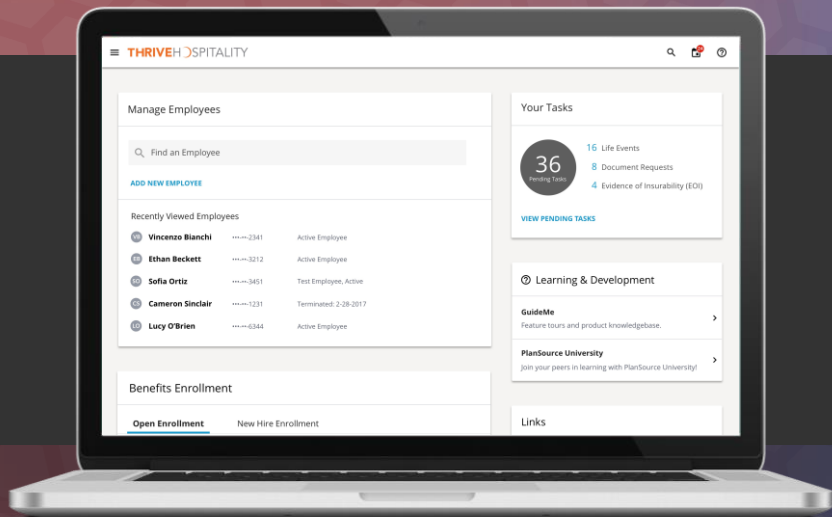 THRIVEHOSPITALITY
Manage Employees
Find an Employee
ADD NEW EMPLOYEE
Recently Viewed Employees
VB Vincenzo Bianchi •••-••-2341 Active Employee
EB Ethan Beckett •••-••-3212 Active Employee
SO Sofia Ortiz •••-••-3451 Test Employee, Active
CS Cameron Sinclair •••-••-1231 Terminated: 2-28-2017
LO Lucy O'Brien •••-••-6344 Active Employee
Benefits Enrollment
Open Enrollment New Hire Enrollment
Your Tasks
36
Pending Tasks
16 Life Events
8 Document Requests
4 Evidence of Insurability (EOI)
VIEW PENDING TASKS
Learning & Development
GuideMe
Feature tours and product knowledgebase.
PlanSource University
Join your peers in learning with PlanSource University!
Links